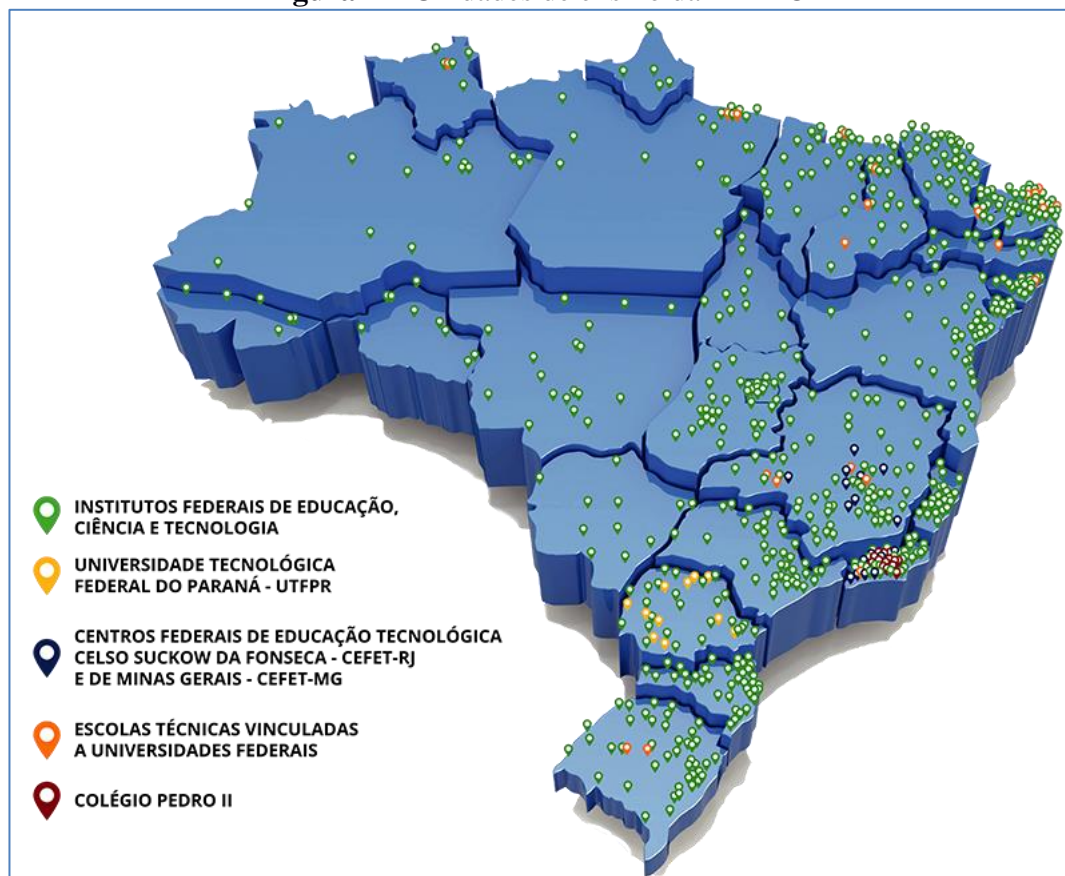 INSTITUTOS FEDERAIS DE EDUCAÇÃO,
CIÊNCIA E TECNOLOGIA
UNIVERSIDADE TECNOLÓGICA
FEDERAL DO PARANÁ - UTFPR
CENTROS FEDERAIS DE EDUCAÇÃO TECNOLÓGICA
CELSO SUCKOW DA FONSECA - CEFET-RJ
E DE MINAS GERAIS - CEFET-MG
ESCOLAS TÉCNICAS VINCULADAS
A UNIVERSIDADES FEDERAIS
COLÉGIO PEDRO II